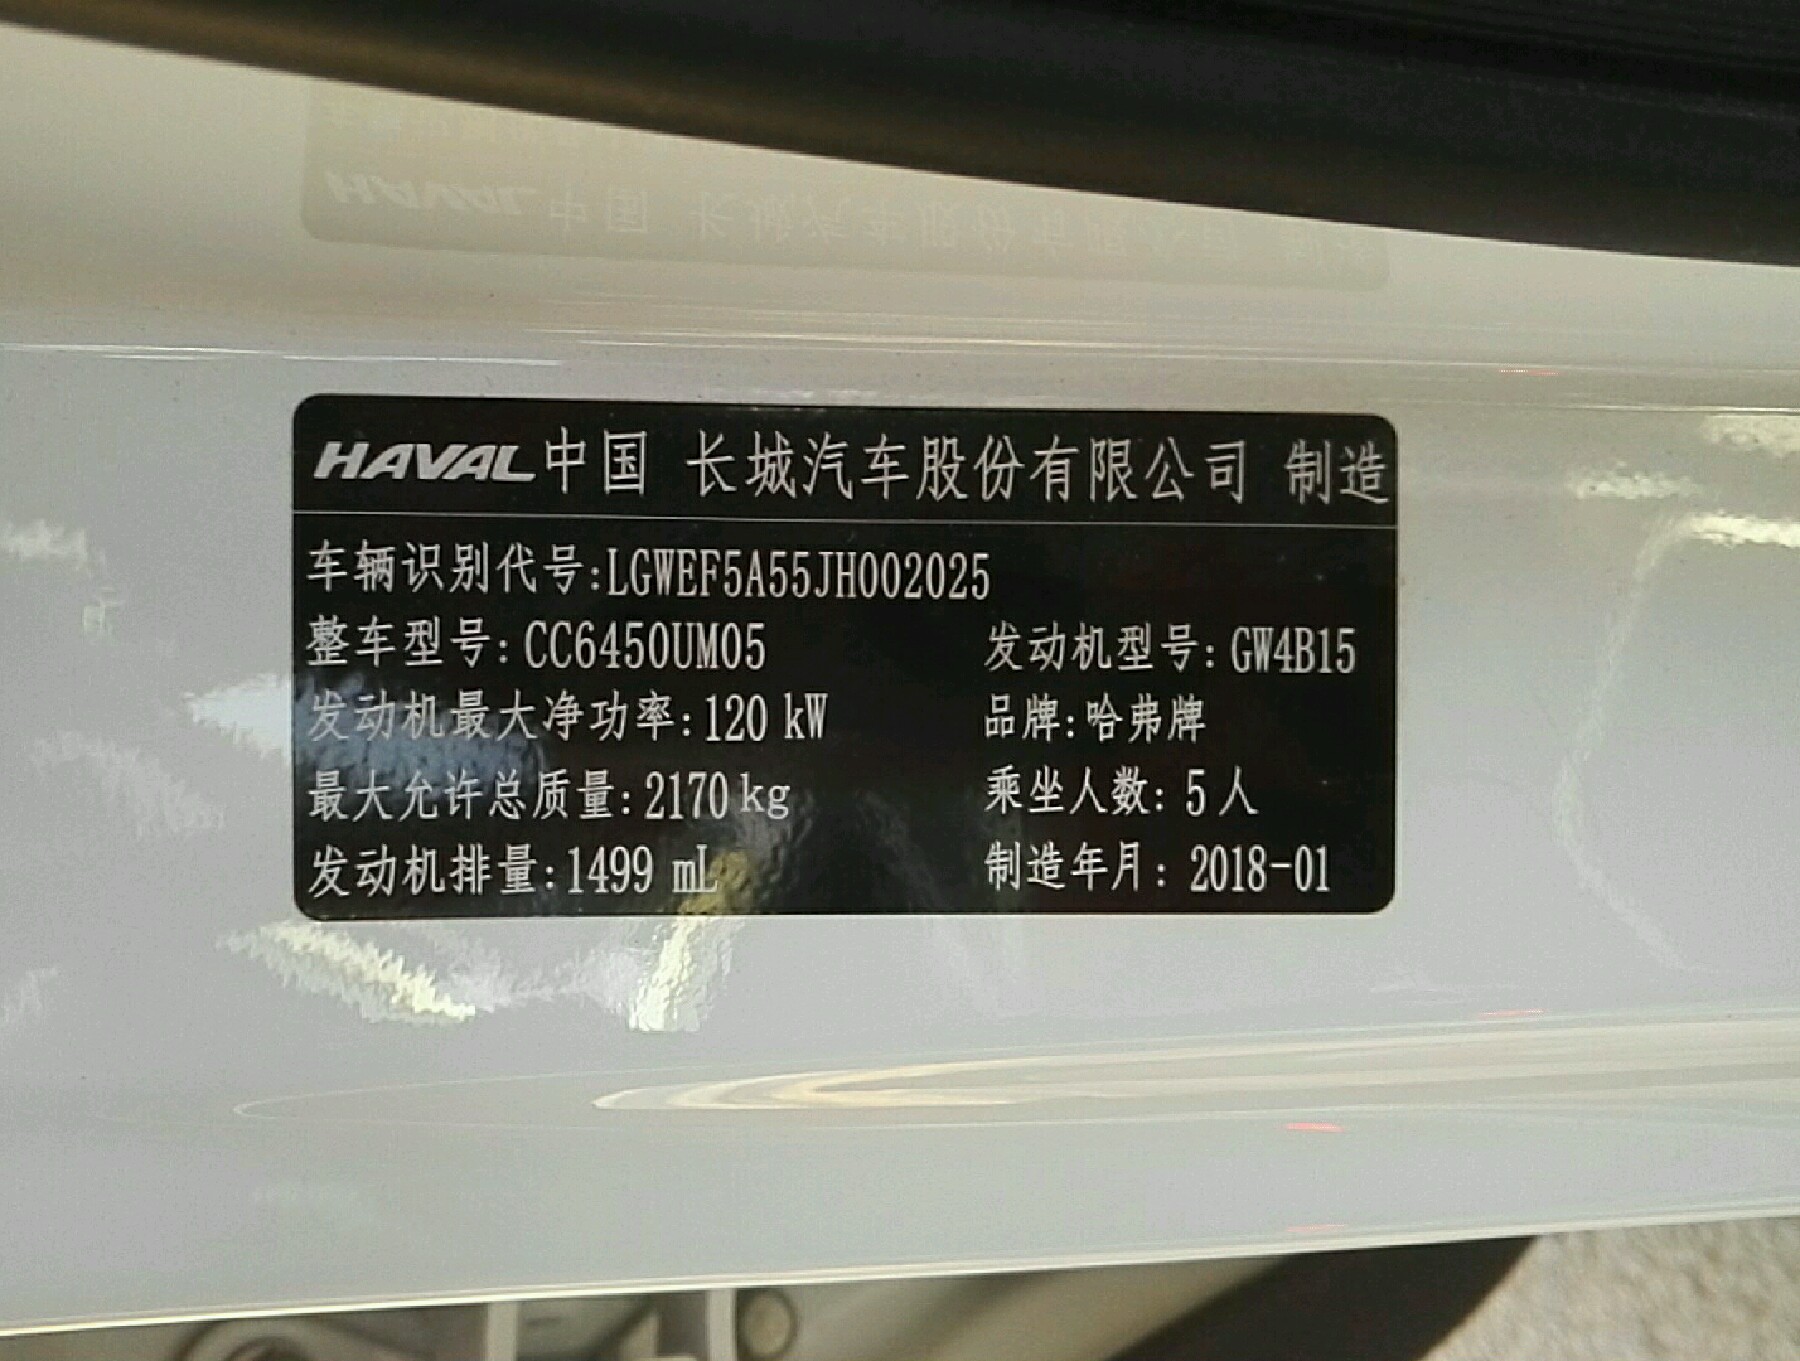 HAVAL中国 长城汽车股份有限公司 制造
车辆识别代号:LGWEF5A55JH002025
整车型号:CC6450UM05 发动机型号:GW4B15
发动机最大净功率:120 kW 品牌:哈弗牌
最大允许总质量:2170kg 乘坐人数:5人
发动机排量:1499 mL 制造年月:2018-01